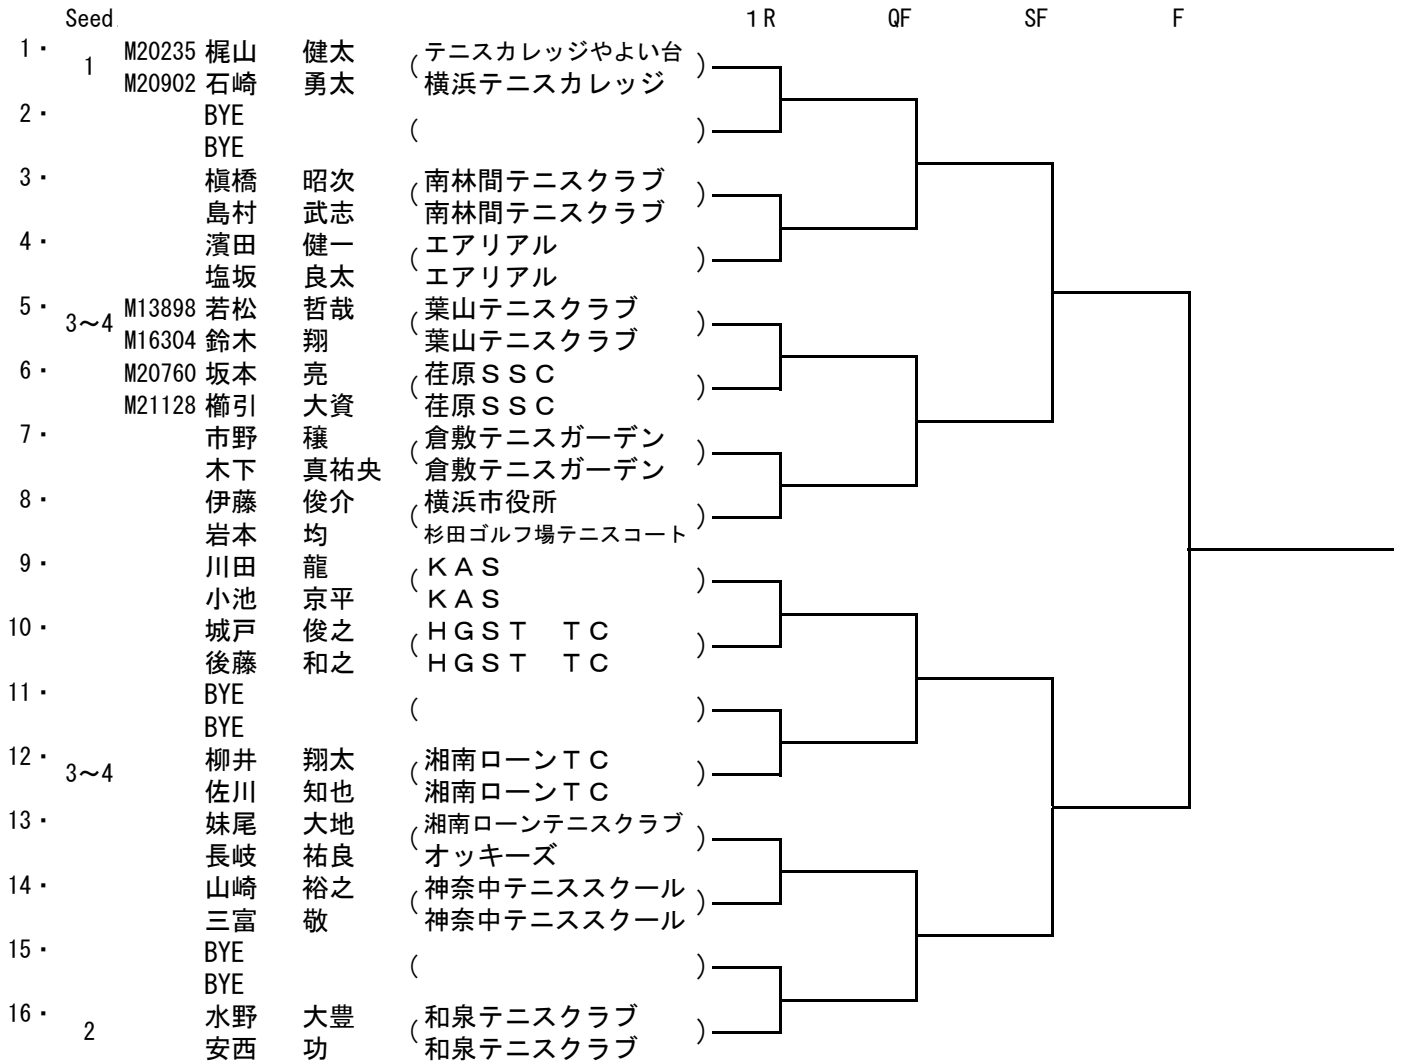 Seed 1R QF SF F
1・ 1 M20235 梶山 健太 ( テニスカレッジやよい台 )
M20902 石崎 勇太 横浜テニスカレッジ
2・ BYE ( )
BYE
3・ 槇橋 昭次 ( 南林間テニスクラブ )
島村 武志 南林間テニスクラブ
4・ 濱田 健一 ( エアリアル )
塩坂 良太 エアリアル
5・ 3～4 M13898 若松 哲哉 ( 葉山テニスクラブ )
M16304 鈴木 翔 葉山テニスクラブ
6・ M20760 坂本 亮 ( 荏原ＳＳＣ )
M21128 曛引 大資 荏原ＳＳＣ
7・ 市野 穣 ( 倉敷テニスガーデン )
木下 真祐央 倉敷テニスガーデン
8・ 伊藤 俊介 ( 横浜市役所 )
岩本 均 杉田ゴルフ場テニスコート
9・ 川田 龍 ( ＫＡＳ )
小池 京平 ＫＡＳ
10・ 城戸 俊之 ( ＨＧＳＴ ＴＣ )
後藤 和之 ＨＧＳＴ ＴＣ
11・ BYE ( )
BYE
12・ 3～4 柳井 翔太 ( 湘南ローンＴＣ )
佐川 知也 湘南ローンＴＣ
13・ 妹尾 大地 ( 湘南ローンテニスクラブ )
長岐 祐良 オッキーズ
14・ 山崎 裕之 ( 神奈中テニススクール )
三富 敬 神奈中テニススクール
15・ BYE ( )
BYE
16・ 2 水野 大豊 ( 和泉テニスクラブ )
安西 功 和泉テニスクラブ